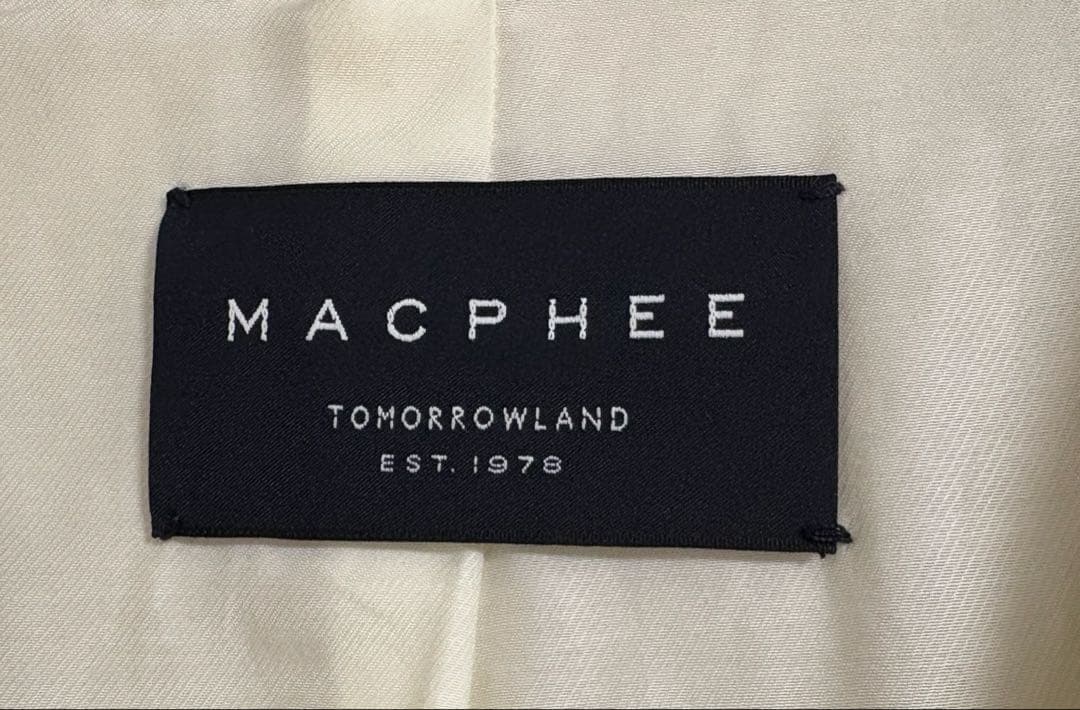 MACPHEE
TOMORROWLAND
EST. 1978